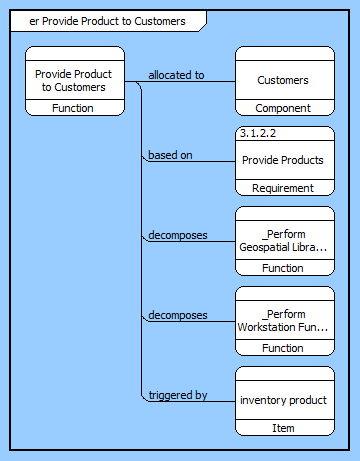 er Provide Product to Customers
Provide Product
to Customers
Function
allocated to
Customers
Component
based on
3.1.2.2
Provide Products
Requirement
decomposes
_Perform
Geospatial Libra...
Function
decomposes
_Perform
Workstation Fun...
Function
triggered by
inventory product
Item